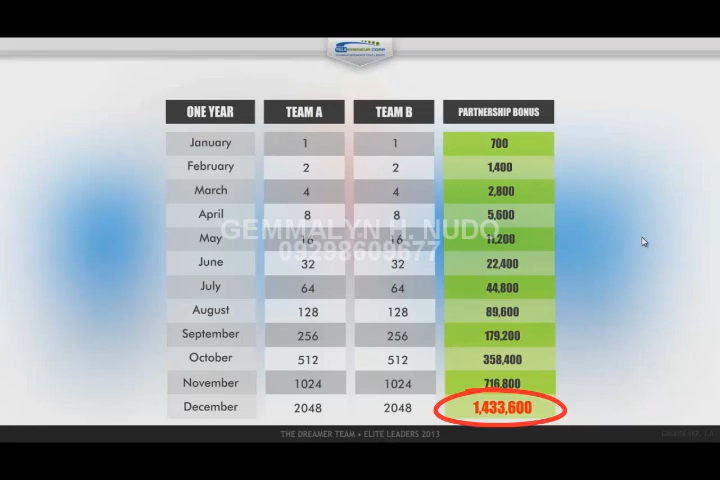 ONE YEAR TEAM A TEAM B PARTNERSHIP BONUS
January 1 1 700
February 2 2 1,400
March 4 4 2,800
April 8 8 5,600
GEMMALYN H. NUDO
May 16 16 11,200
09298609677
June 32 32 22,400
July 64 64 44,800
August 128 128 89,600
September 256 256 179,200
October 512 512 358,400
November 1024 1024 716,800
December 2048 2048 1,433,600
THE DREAMER TEAM • ELITE LEADERS 2013